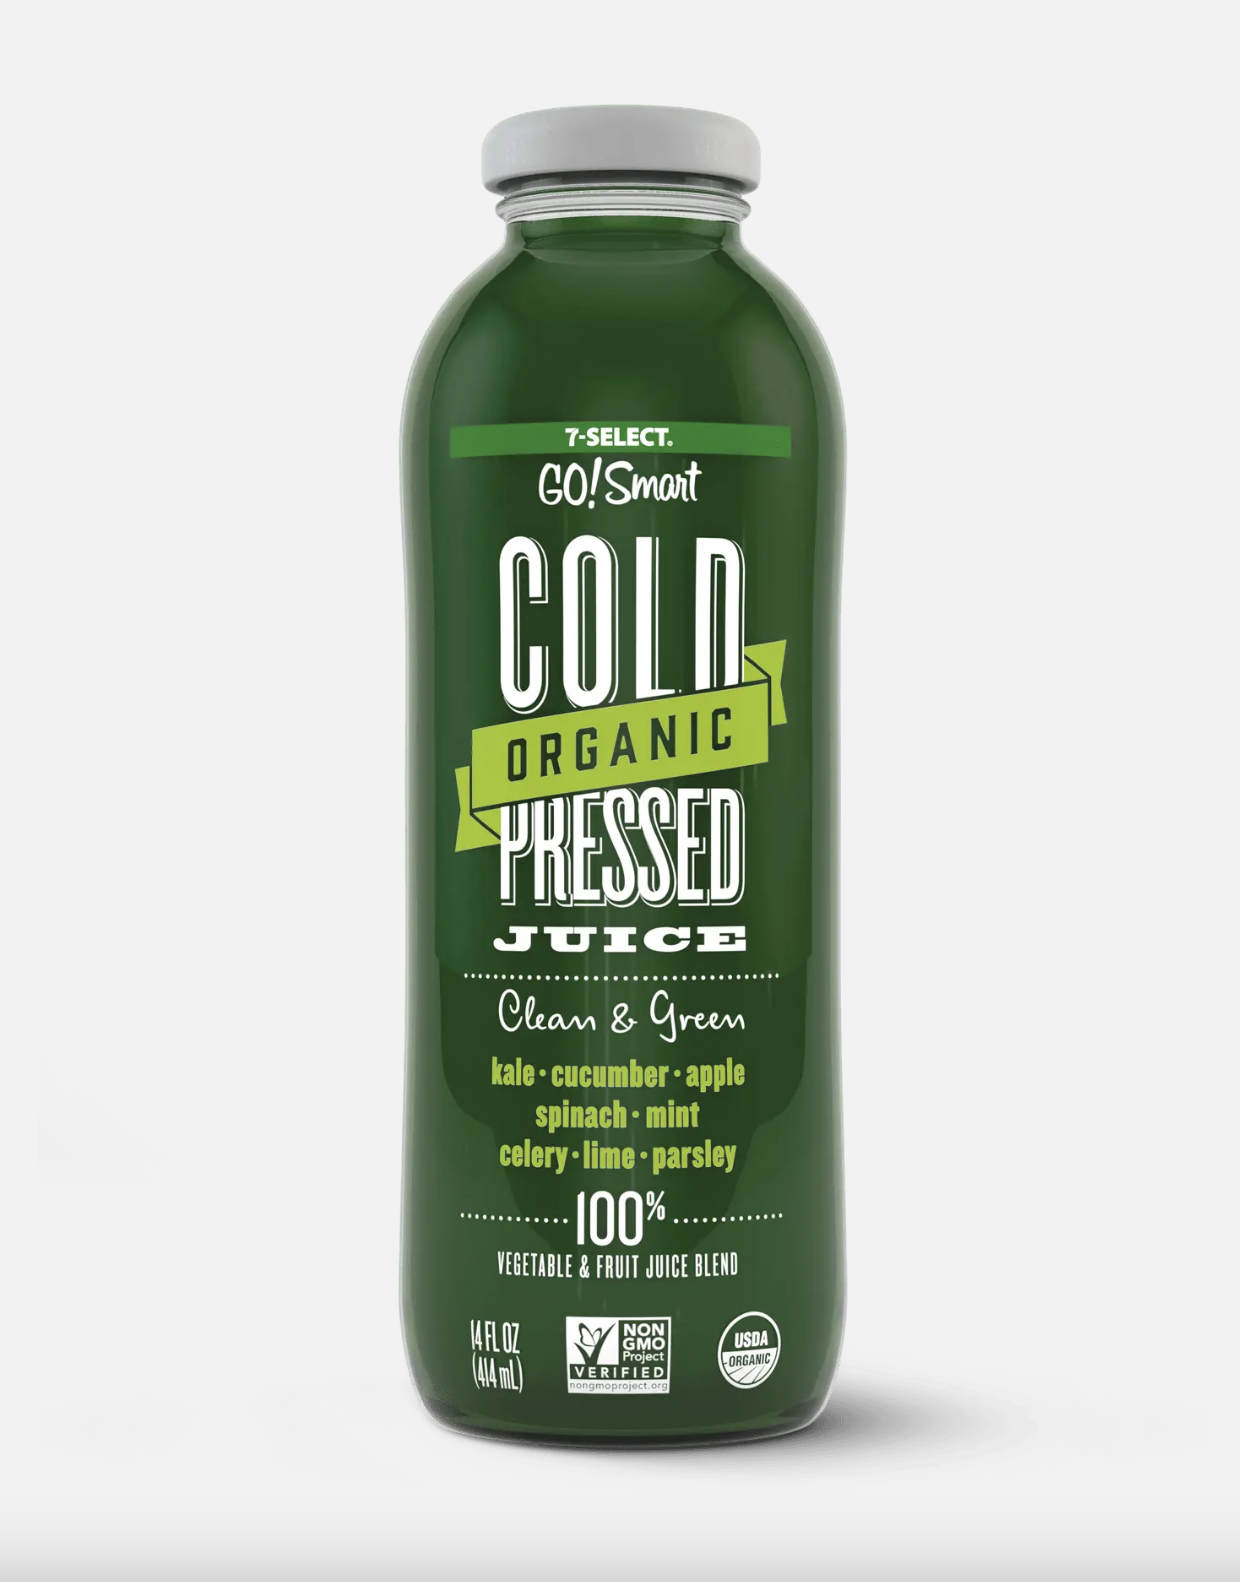 7-SELECT®
GO! Smart
COLD
ORGANIC
PRESSED
JUICE
Clean & Green
kale • cucumber • apple
spinach • mint
celery • lime • parsley
100%
VEGETABLE & FRUIT JUICE BLEND
14 FL OZ
(414 mL)
NON
GMO
Project
VERIFIED
nongmoproject.org
USDA
ORGANIC